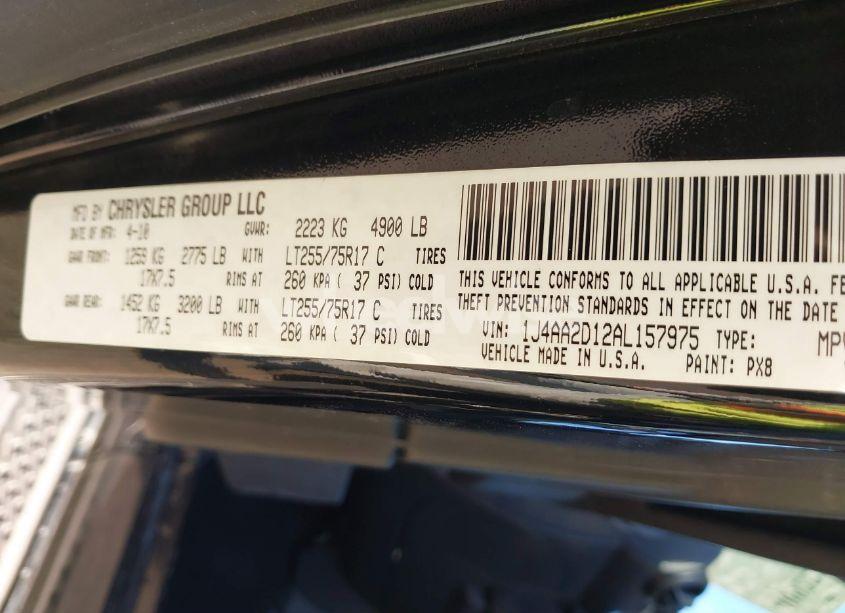 MFD BY CHRYSLER GROUP LLC
DATE OF MFR: 4-10 GVWR: 2223 KG 4900 LB
GAWR FRONT: 1259 KG 2775 LB WITH LT255/75R17 C TIRES
17X7.5 RIMS AT 260 KPA ( 37 PSI) COLD
GAWR REAR: 1452 KG 3200 LB WITH LT255/75R17 C TIRES
17X7.5 RIMS AT 260 KPA ( 37 PSI) COLD
THIS VEHICLE CONFORMS TO ALL APPLICABLE U.S.A. FE
THEFT PREVENTION STANDARDS IN EFFECT ON THE DATE
VIN: 1J4AA2D12AL157975 TYPE: MPV
VEHICLE MADE IN U.S.A. PAINT: PX8